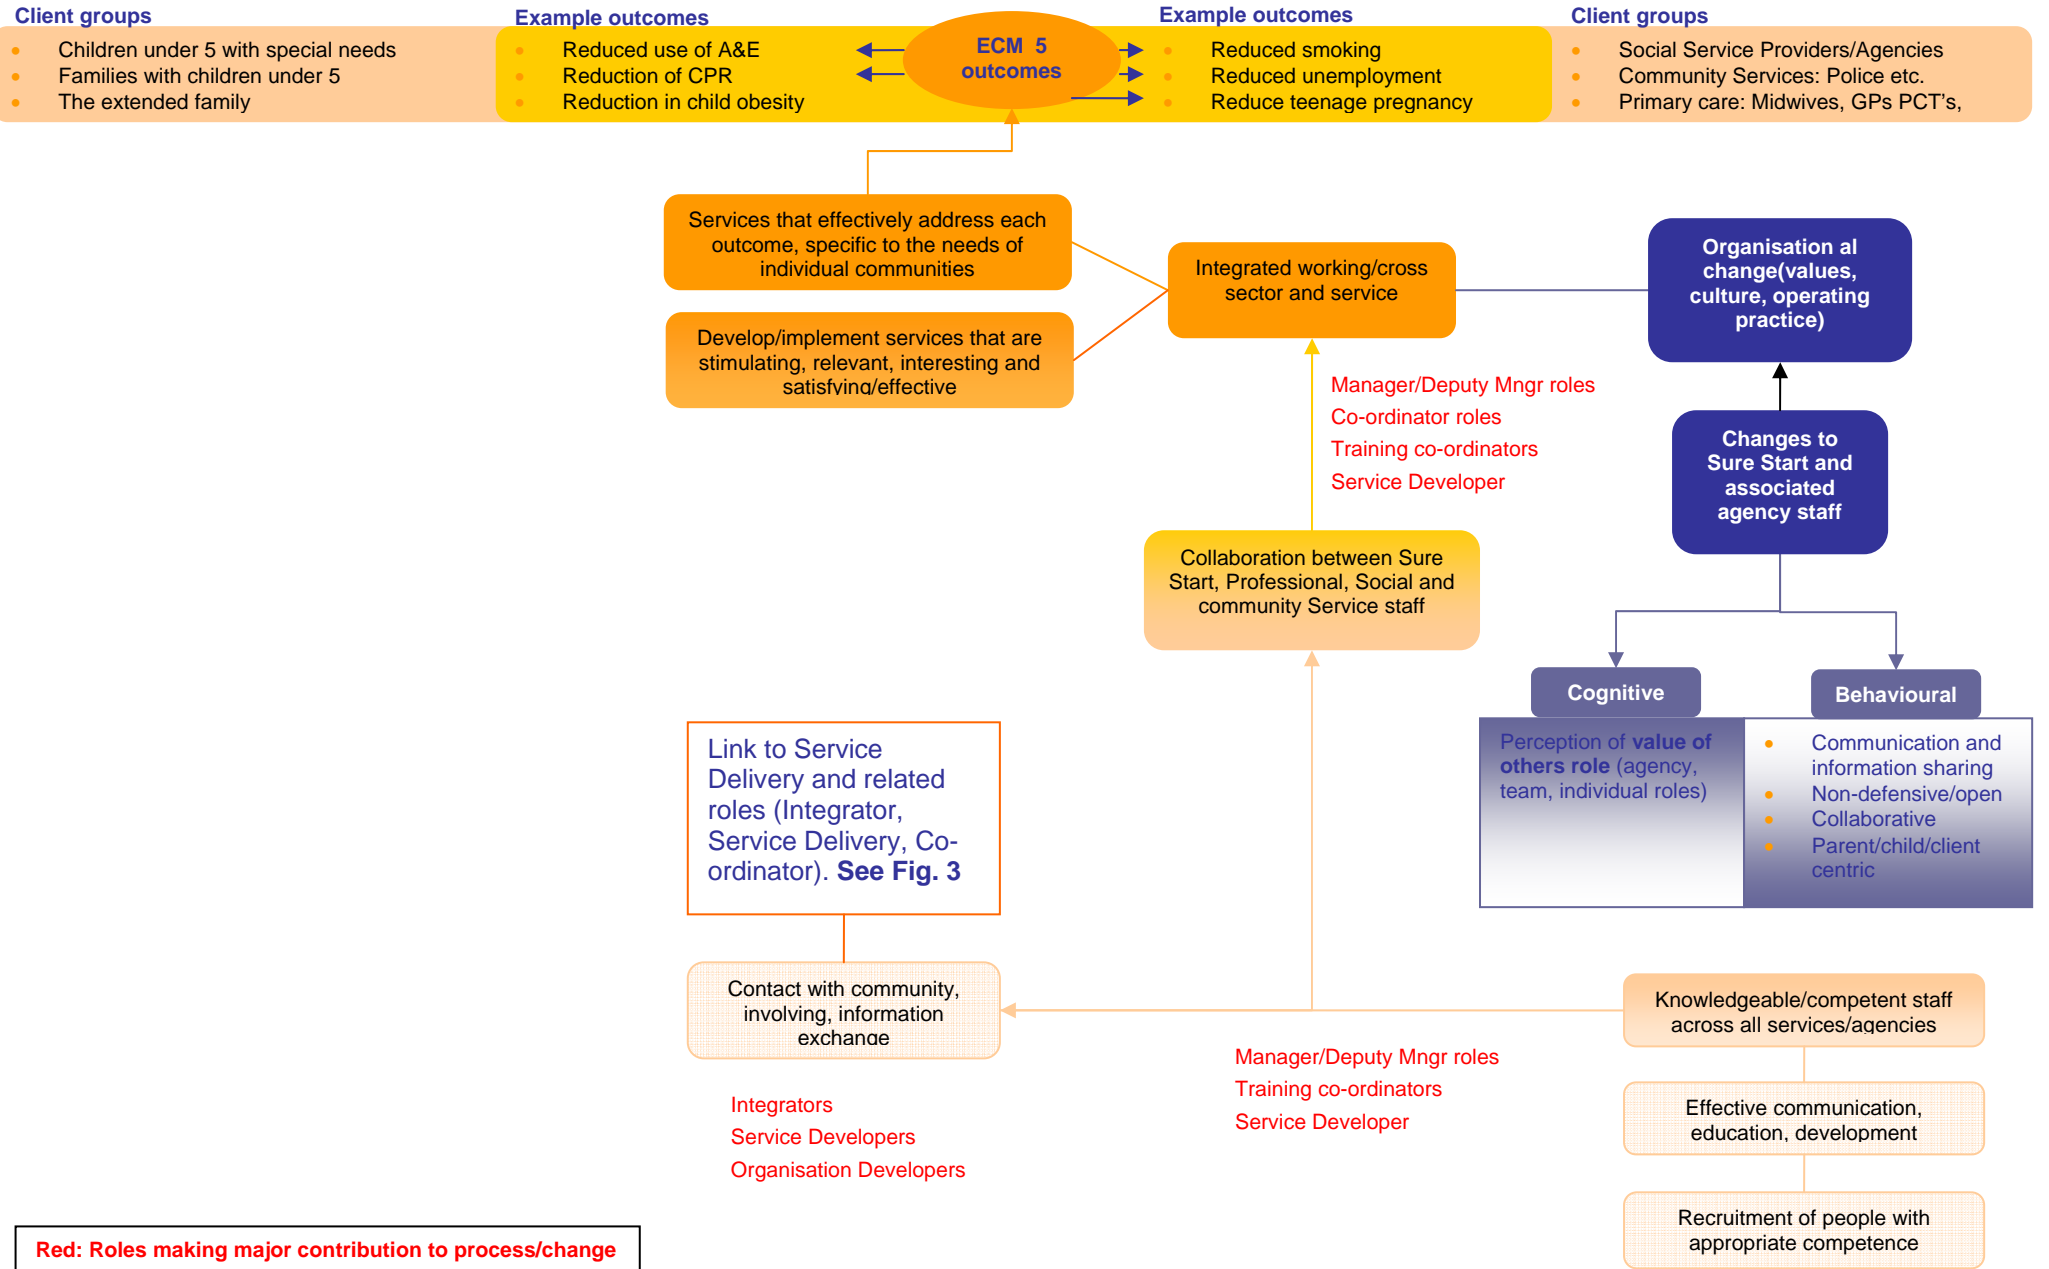 Client groups
Children under 5 with special needs
Families with children under 5
The extended family
Example outcomes
Reduced use of A&E
Reduction of CPR
Reduction in child obesity
ECM 5
outcomes
Example outcomes
Reduced smoking
Reduced unemployment
Reduce teenage pregnancy
Client groups
Social Service Providers/Agencies
Community Services: Police etc.
Primary care: Midwives, GPs PCT's,
Services that effectively address each
outcome, specific to the needs of
individual communities
Develop/implement services that are
stimulating, relevant, interesting and
satisfying/effective
Integrated working/cross
sector and service
Organisation al
change(values,
culture, operating
practice)
Manager/Deputy Mngr roles
Co-ordinator roles
Training co-ordinators
Service Developer
Changes to
Sure Start and
associated
agency staff
Collaboration between Sure
Start, Professional, Social and
community Service staff
Cognitive
Perception of value of
others role (agency,
team, individual roles)
Behavioural
Communication and
information sharing
Non-defensive/open
Collaborative
Parent/child/client
centric
Link to Service
Delivery and related
roles (Integrator,
Service Delivery, Co-
ordinator). See Fig. 3
Contact with community,
involving, information
exchange
Integrators
Service Developers
Organisation Developers
Manager/Deputy Mngr roles
Training co-ordinators
Service Developer
Knowledgeable/competent staff
across all services/agencies
Effective communication,
education, development
Recruitment of people with
appropriate competence
Red: Roles making major contribution to process/change